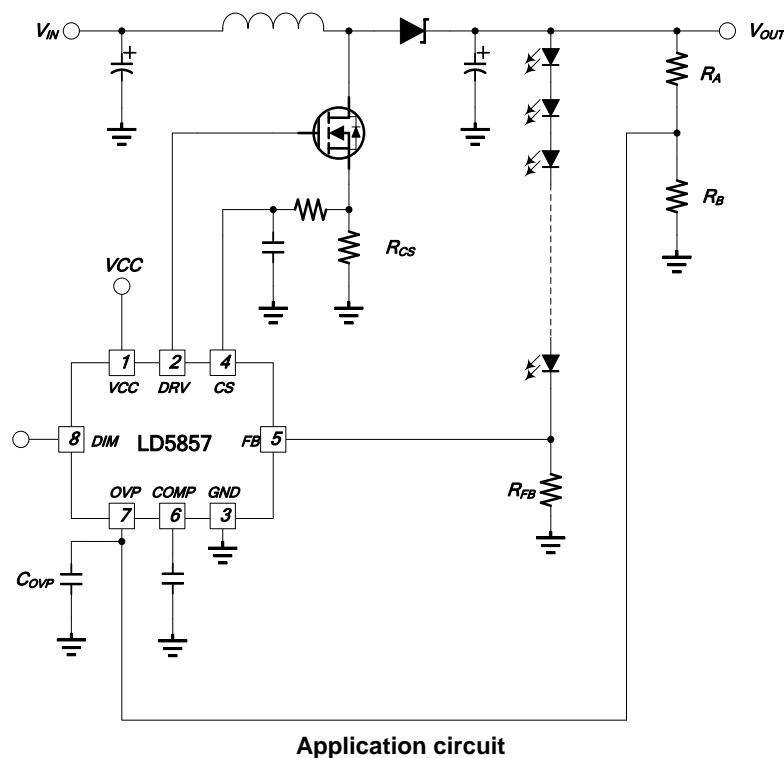 VIN
VOUT
+
+
RA
RB
RCS
VCC
1
2
4
VCC
DRV
CS
8
DIM
LD5857
FB
5
OVP
COMP
GND
7
6
3
RFB
COVP
Application circuit